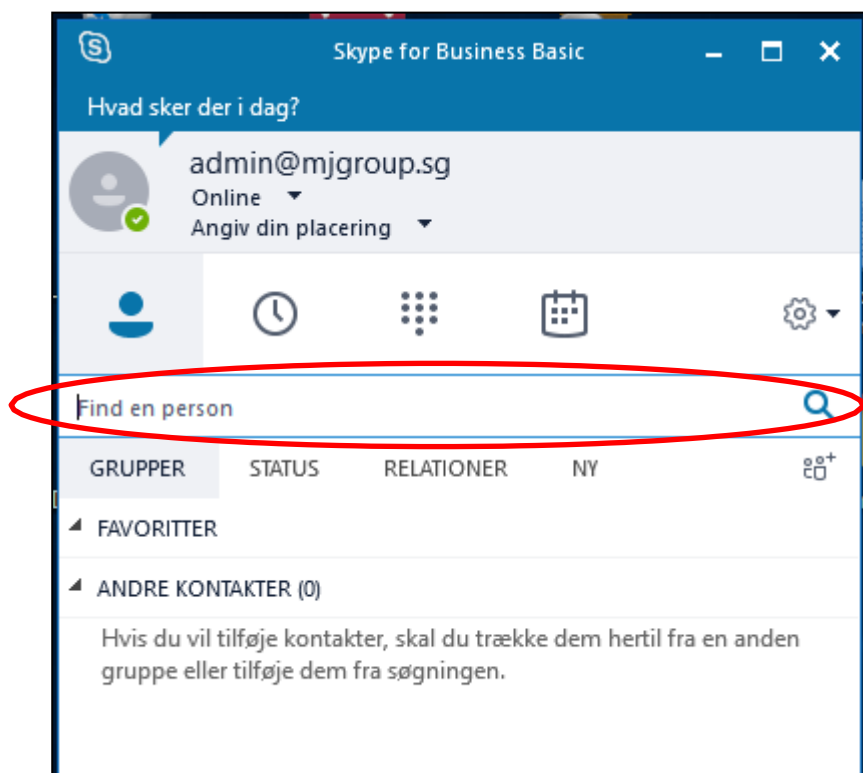 Skype for Business Basic
Hvad sker der i dag?
admin@mjgroup.sg
Online
Angiv din placering
Find en person
GRUPPER STATUS RELATIONER NY
FAVORITTER
ANDRE KONTAKTER (0)
Hvis du vil tilføje kontakter, skal du trække dem hertil fra en anden
gruppe eller tilføje dem fra søgningen.